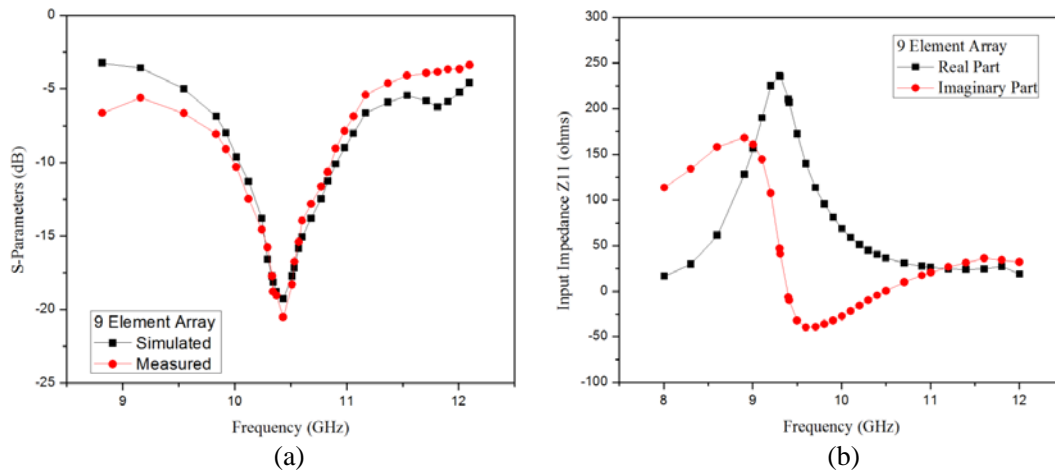 0
-5
-10
-15
-20
-25
S-Parameters (dB)
9 Element Array
Simulated
Measured
9
10
11
12
Frequency (GHz)
(a)
300
250
200
150
100
50
0
-50
-100
Input Impedance Z11 (ohms)
9 Element Array
Real Part
Imaginary Part
8
9
10
11
12
Frequency (GHz)
(b)